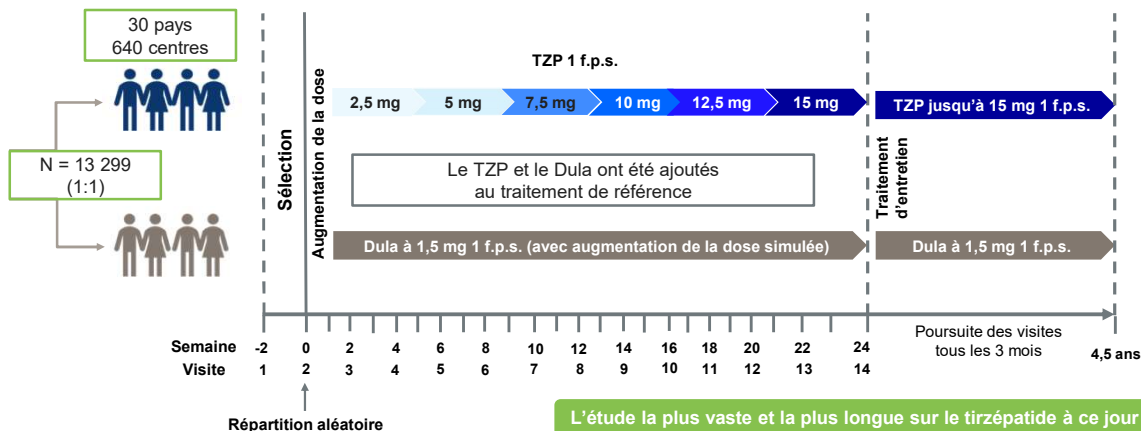 30 pays
640 centres
N = 13 299
(1:1)
Sélection
Augmentation de la dose
TZP 1 f.p.s.
2,5 mg
5 mg
7,5 mg
10 mg
12,5 mg
15 mg
TZP jusqu'à 15 mg 1 f.p.s.
Le TZP et le Dula ont été ajoutés
au traitement de référence
Traitement
d'entretien
Dula à 1,5 mg 1 f.p.s. (avec augmentation de la dose simulée)
Dula à 1,5 mg 1 f.p.s.
Poursuite des visites
tous les 3 mois
4,5 ans
Semaine -2 0 2 4 6 8 10 12 14 16 18 20 22 24
Visite 1 2 3 4 5 6 7 8 9 10 11 12 13 14
Répartition aléatoire
L'étude la plus vaste et la plus longue sur le tirzépatide à ce jour